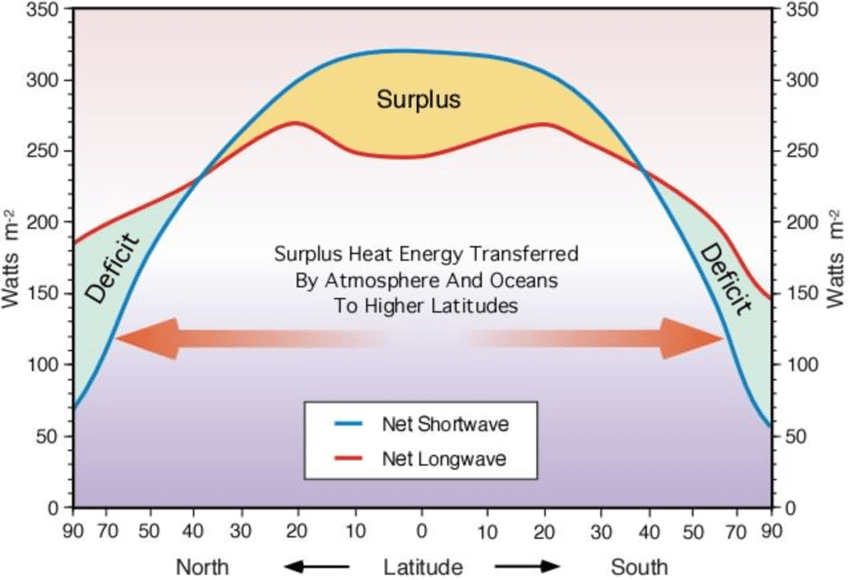 350
300
250
200
150
100
50
0
Watts m-2
350
300
250
200
150
100
50
0
Watts m-2
Surplus
Deficit
Deficit
Surplus Heat Energy Transferred
By Atmosphere And Oceans
To Higher Latitudes
Net Shortwave
Net Longwave
90 70 50 40 30 20 10 0 10 20 30 40 50 70 90
North Latitude South